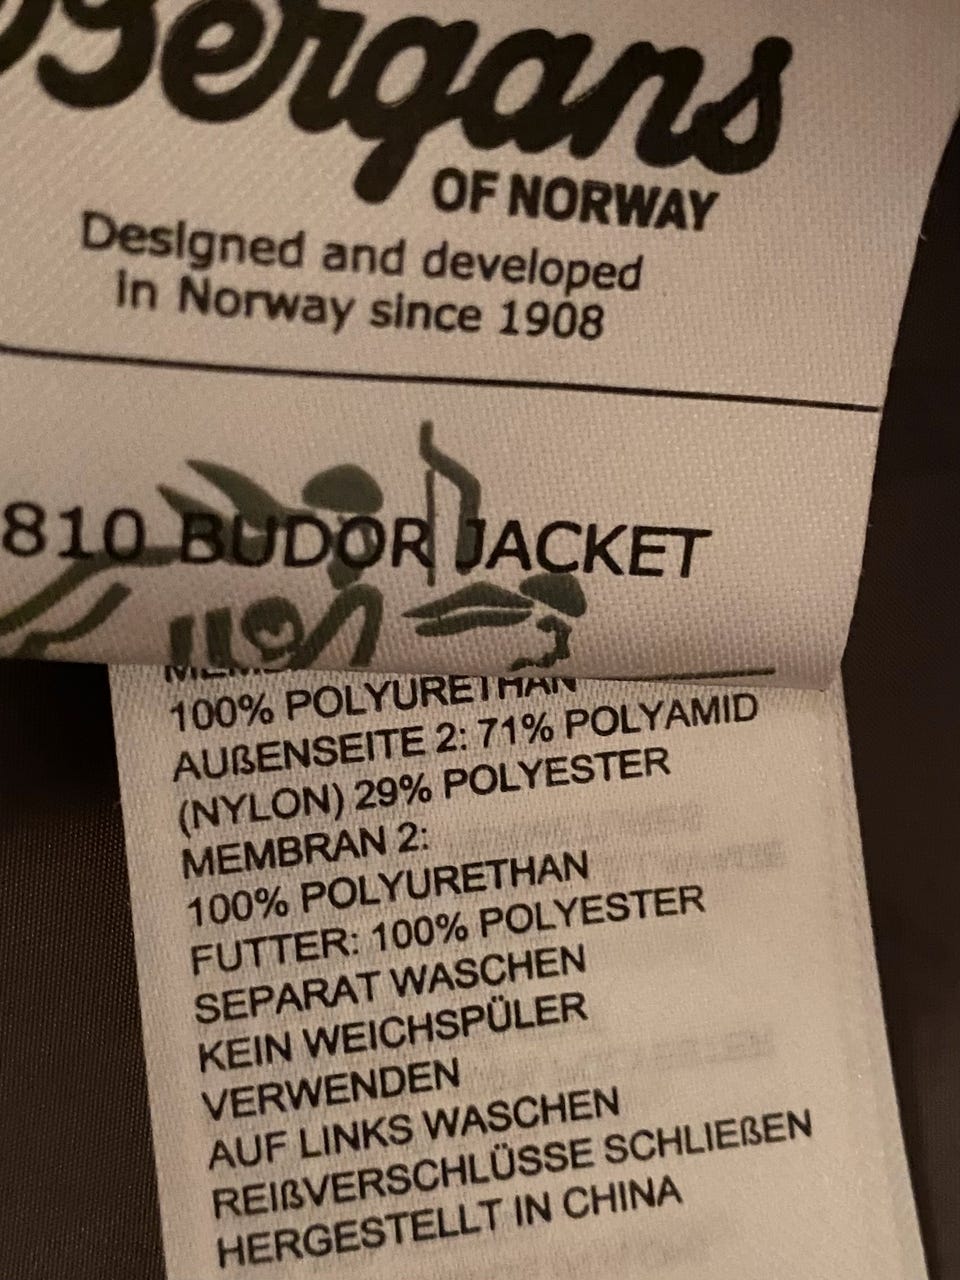 Bergans
OF NORWAY
Designed and developed
in Norway since 1908
810 BUDOR JACKET
100% POLYURETHAN
AUßENSEITE 2: 71% POLYAMID
(NYLON) 29% POLYESTER
MEMBRAN 2:
100% POLYURETHAN
FUTTER: 100% POLYESTER
SEPARAT WASCHEN
KEIN WEICHSPÜLER
VERWENDEN
AUF LINKS WASCHEN
REIßVERSCHLÜSSE SCHLIEßEN
HERGESTELLT IN CHINA